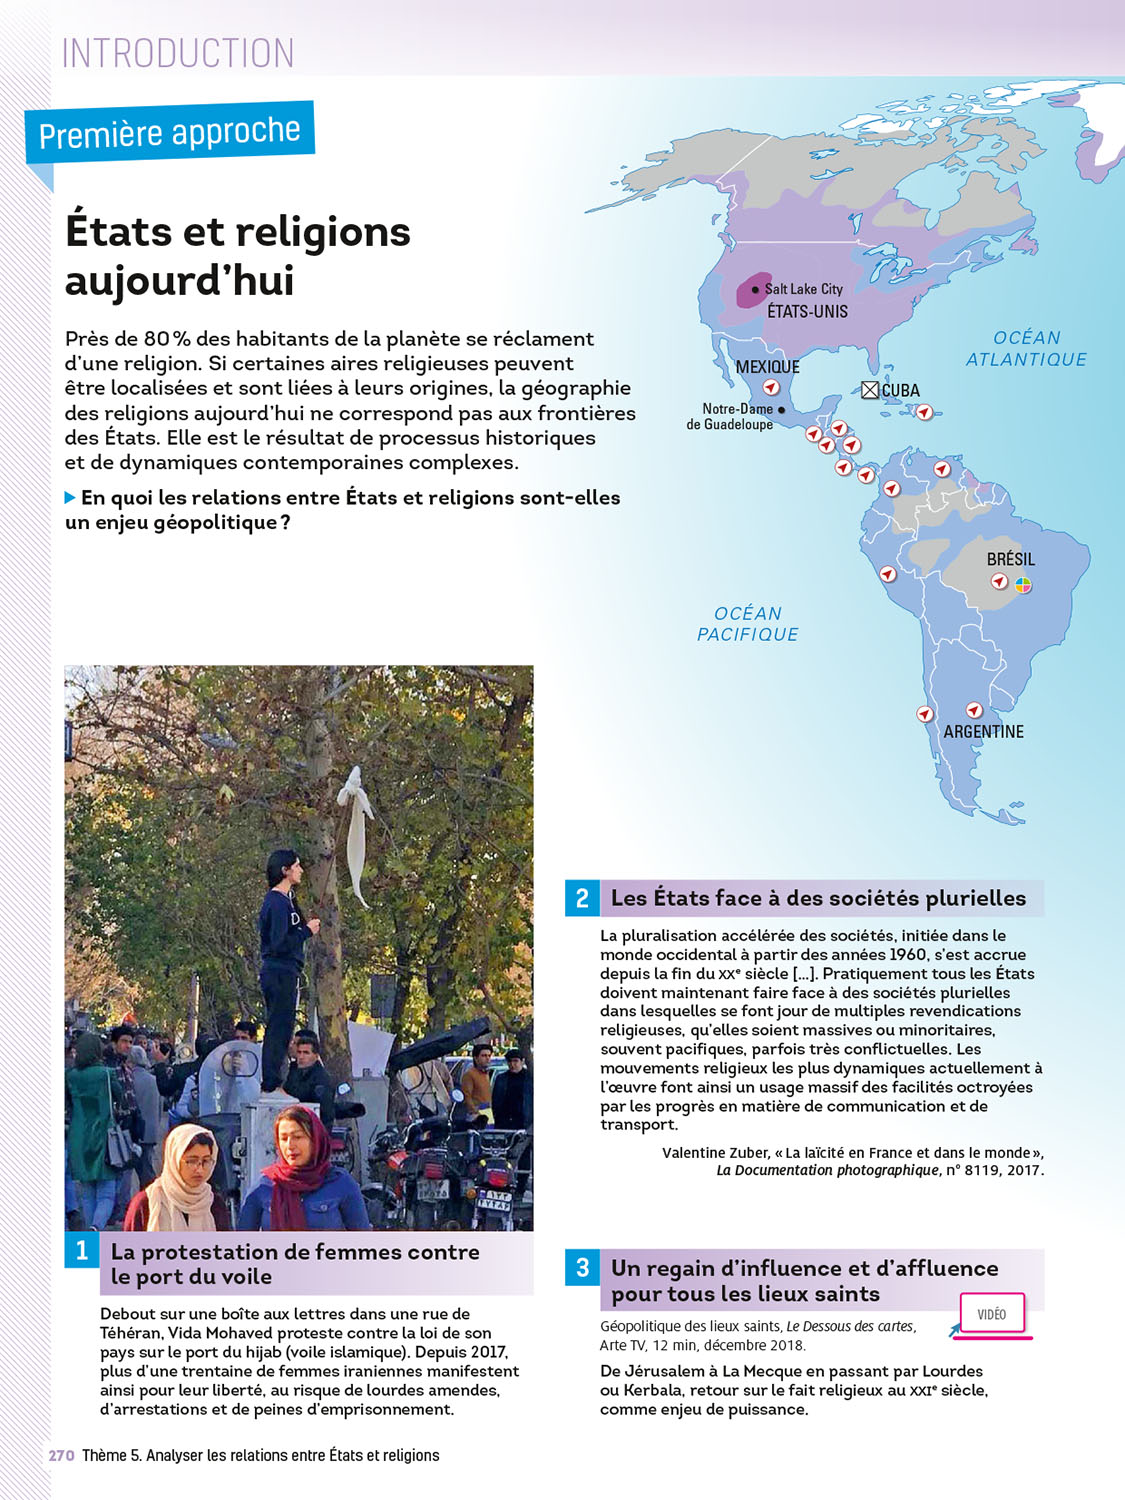 INTRODUCTION
Première approche
États et religions
aujourd'hui
Près de 80 % des habitants de la planète se réclament
d'une religion. Si certaines aires religieuses peuvent
être localisées et sont liées à leurs origines, la géographie
des religions aujourd'hui ne correspond pas aux frontières
des États. Elle est le résultat de processus historiques
et de dynamiques contemporaines complexes.
En quoi les relations entre États et religions sont-elles
un enjeu géopolitique ?
Salt Lake City
ÉTATS-UNIS
OCÉAN
ATLANTIQUE
MEXIQUE
CUBA
Notre-Dame
de Guadeloupe
BRÉSIL
OCÉAN
PACIFIQUE
ARGENTINE
D
1 La protestation de femmes contre
le port du voile
Debout sur une boîte aux lettres dans une rue de
Téhéran, Vida Mohaved proteste contre la loi de son
pays sur le port du hijab (voile islamique). Depuis 2017,
plus d'une trentaine de femmes iraniennes manifestent
ainsi pour leur liberté, au risque de lourdes amendes,
d'arrestations et de peines d'emprisonnement.
2 Les États face à des sociétés plurielles
La pluralisation accélérée des sociétés, initiée dans le
monde occidental à partir des années 1960, s'est accrue
depuis la fin du XXe siècle [...]. Pratiquement tous les États
doivent maintenant faire face à des sociétés plurielles
dans lesquelles se font jour de multiples revendications
religieuses, qu'elles soient massives ou minoritaires,
souvent pacifiques, parfois très conflictuelles. Les
mouvements religieux les plus dynamiques actuellement à
l'œuvre font ainsi un usage massif des facilités octroyées
par les progrès en matière de communication et de
transport.
Valentine Zuber, « La laïcité en France et dans le monde »,
La Documentation photographique, n° 8119, 2017.
3 Un regain d'influence et d'affluence
pour tous les lieux saints
VIDÉO
Géopolitique des lieux saints, Le Dessous des cartes,
Arte TV, 12 min, décembre 2018.
De Jérusalem à La Mecque en passant par Lourdes
ou Kerbala, retour sur le fait religieux au XXIe siècle,
comme enjeu de puissance.
270 Thème 5. Analyser les relations entre États et religions